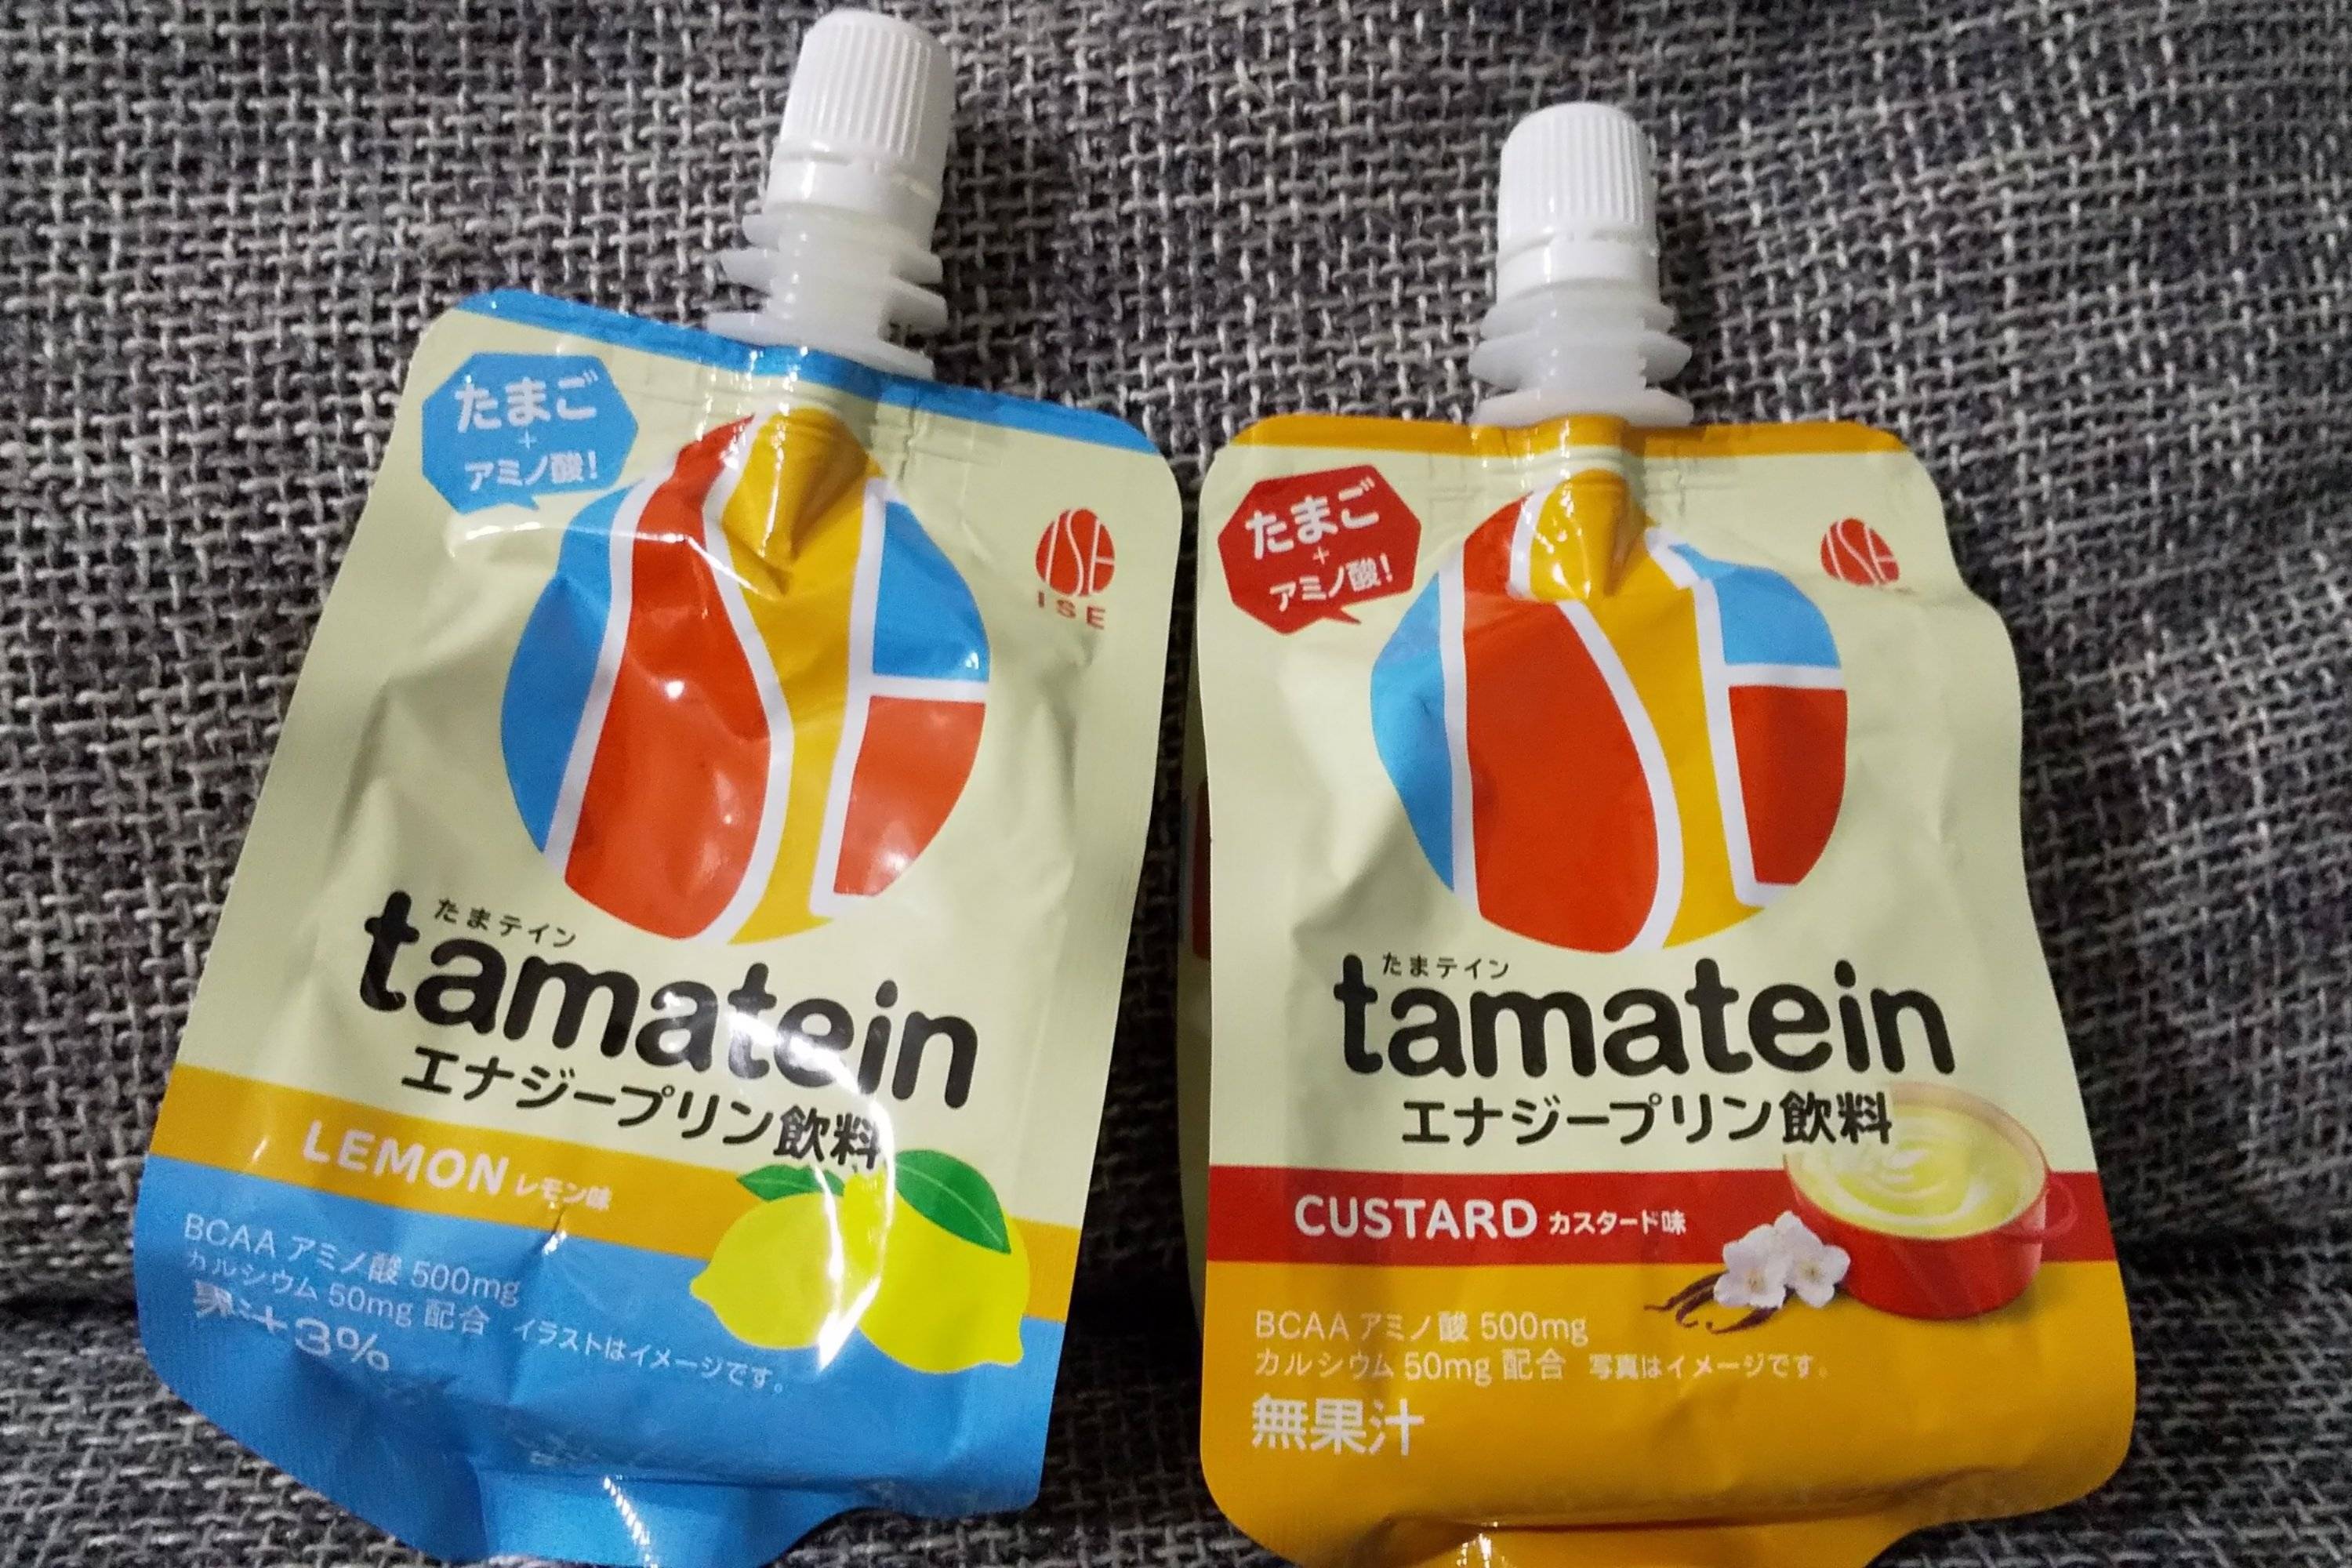 たまご
+
アミノ酸!
ISE
ISE
たまテイン
tamatein
エナジープリン飲料
LEMON レモン味
BCAA アミノ酸 500mg
カルシウム 50mg 配合 イラストはイメージです。
果汁3%
たまご
+
アミノ酸!
ISE
たまテイン
tamatein
エナジープリン飲料
CUSTARD カスタード味
BCAA アミノ酸 500mg
カルシウム 50mg 配合 写真はイメージです。
無果汁